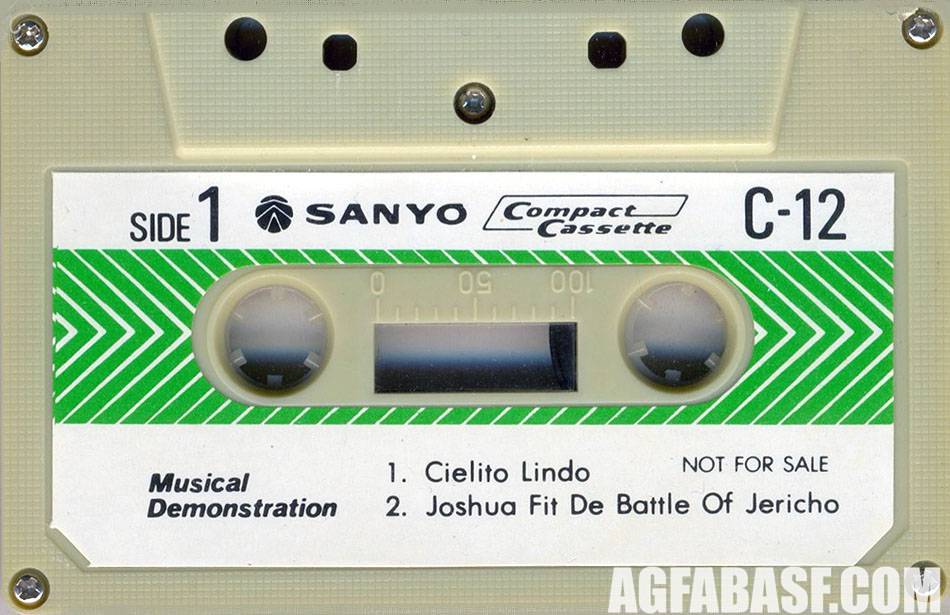 SIDE 1 SANYO Compact Cassette C-12
0 50 100
NOT FOR SALE
Musical Demonstration
1. Cielito Lindo
2. Joshua Fit De Battle Of Jericho
AGFABASF.COM